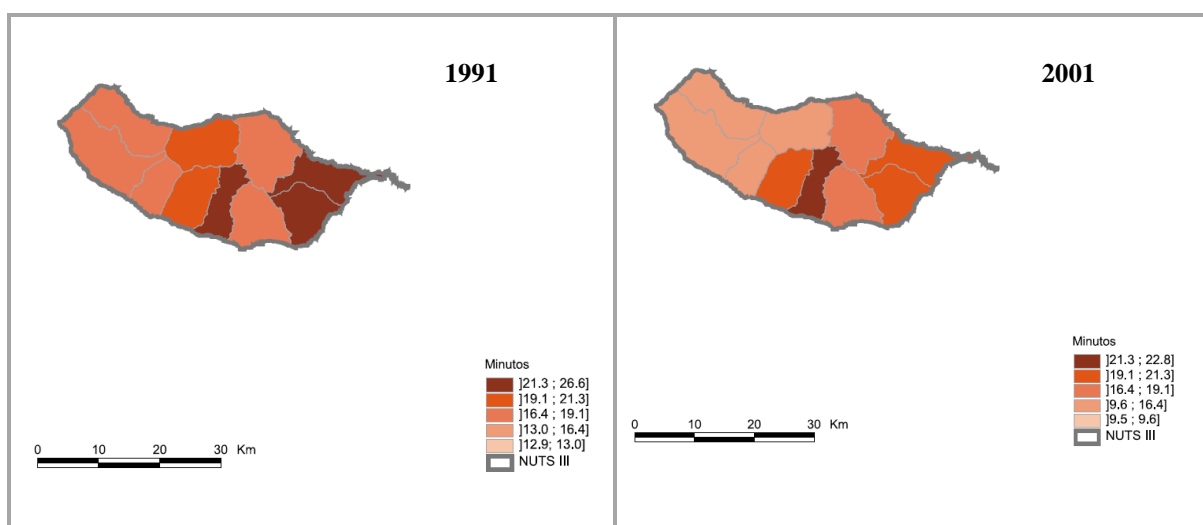 1991
Minutos
]21.3 ; 26.6]
]19.1 ; 21.3]
]16.4 ; 19.1]
]13.0 ; 16.4]
]12.9; 13.0]
NUTS III
0 10 20 30 Km
2001
Minutos
]21.3 ; 22.8]
]19.1 ; 21.3]
]16.4 ; 19.1]
]9.6 ; 16.4]
]9.5 ; 9.6]
NUTS III
0 10 20 30 Km